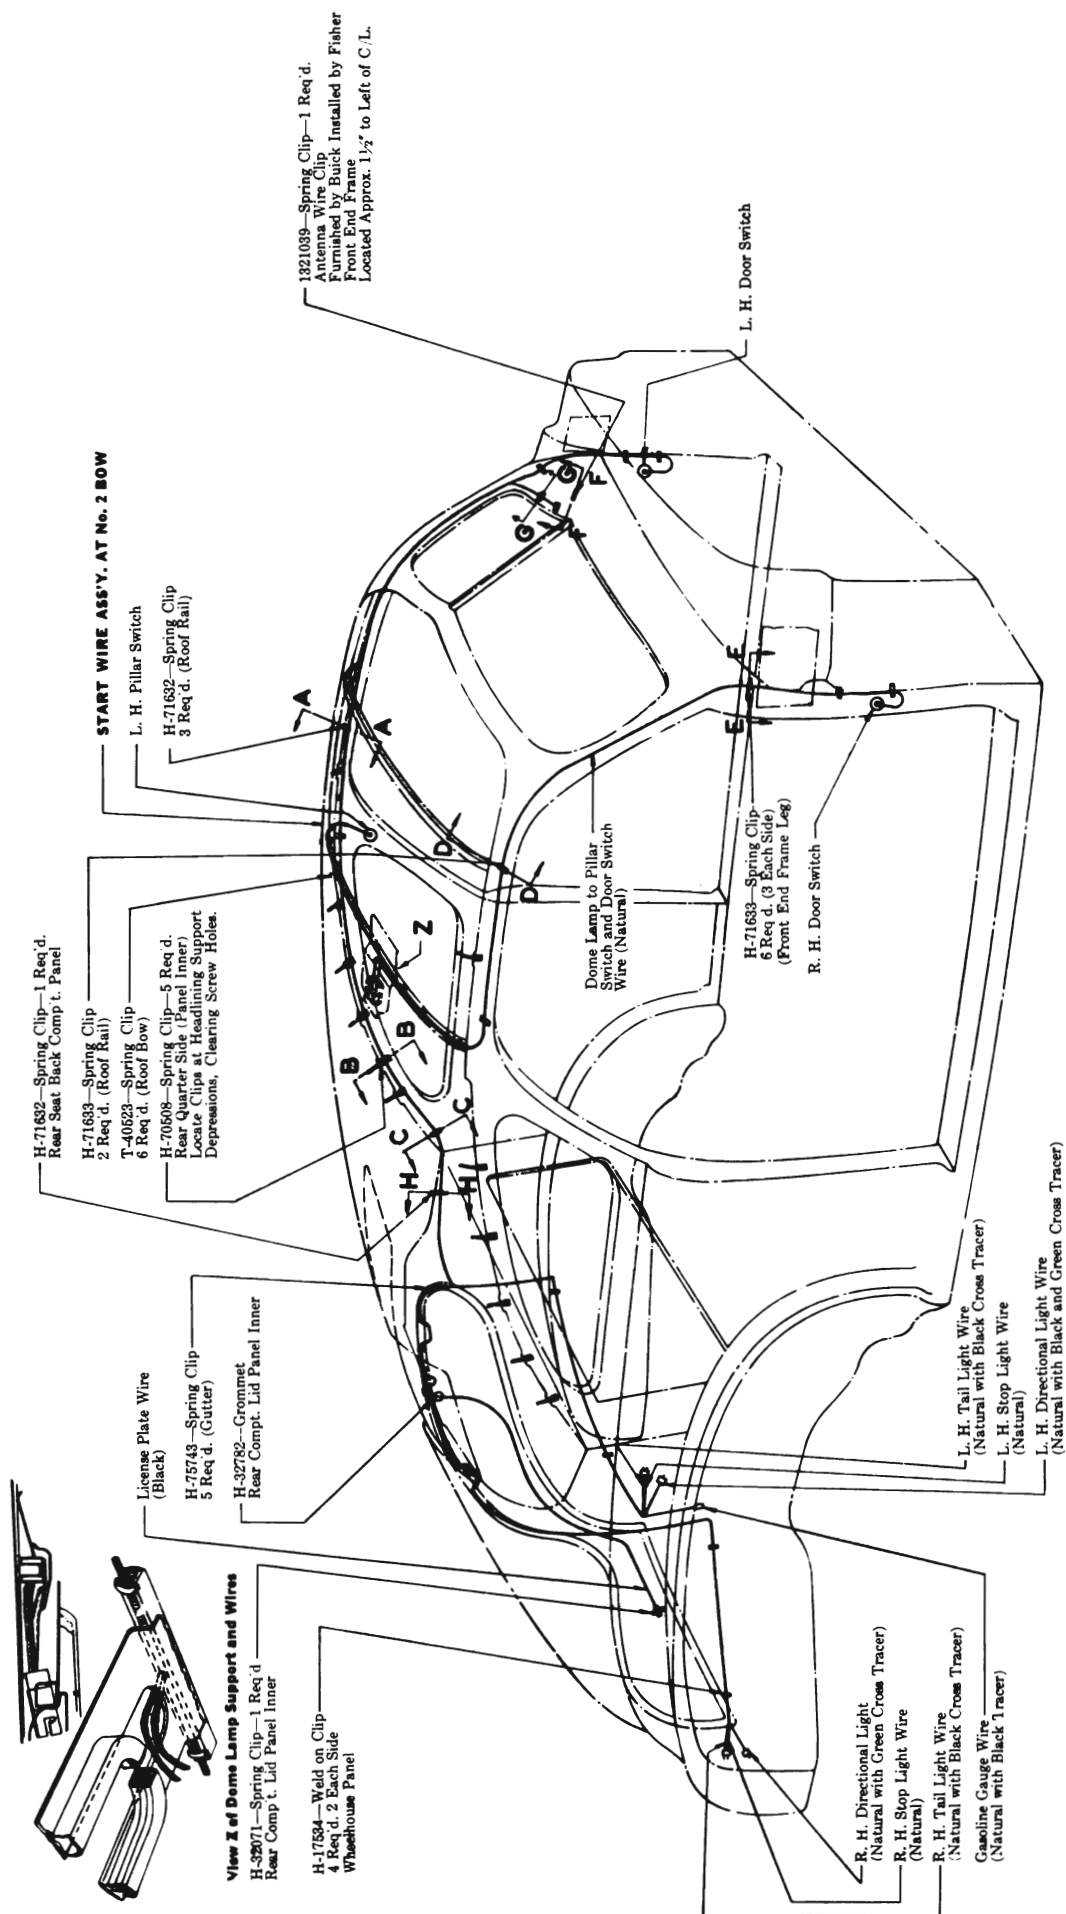 1321039—Spring Clip—1 Req'd.
Antenna Wire Clip
Furnished by Buick Installed by Fisher
Front End Frame
Located Approx. 1½" to Left of C/L.
L. H. Door Switch
START WIRE ASS'Y. AT No. 2 BOW
L. H. Pillar Switch
H-71632—Spring Clip
3 Req'd. (Roof Rail)
H-71632—Spring Clip—1 Req'd.
Rear Seat Back Comp't. Panel
H-71633—Spring Clip
2 Req'd. (Roof Rail)
T-40523—Spring Clip
6 Req'd. (Roof Bow)
H-70508—Spring Clip—5 Req'd.
Rear Quarter Side (Panel Inner)
Locate Clips at Headlining Support
Depressions, Clearing Screw Holes.
License Plate Wire
(Black)
H-75743—Spring Clip
5 Req'd. (Gutter)
H-32782—Grommet
Rear Compt. Lid Panel Inner
View Z of Dome Lamp Support and Wires
H-32071—Spring Clip—1 Req'd
Rear Comp't. Lid Panel Inner
H-17534—Weld on Clip
4 Req'd. 2 Each Side
Wheelhouse Panel
A
A
B
B
C
C
D
D
E
E
F
F
G
G
H
H
Z
Dome Lamp to Pillar
Switch and Door Switch
Wire (Natural)
H-71633—Spring Clip
6 Req'd. (3 Each Side)
(Front End Frame Leg)
R. H. Door Switch
L. H. Tail Light Wire
(Natural with Black Cross Tracer)
L. H. Stop Light Wire
(Natural)
L. H. Directional Light Wire
(Natural with Black and Green Cross Tracer)
R. H. Directional Light
(Natural with Green Cross Tracer)
R. H. Stop Light Wire
(Natural)
R. H. Tail Light Wire
(Natural with Black Cross Tracer)
Gasoline Gauge Wire
(Natural with Black Tracer)